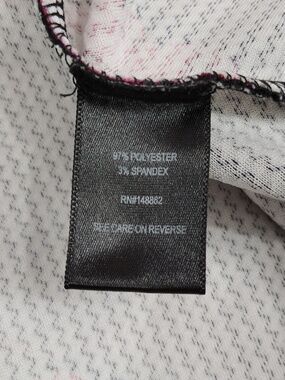 97% POLYESTER
3% SPANDEX
RN#148862
SEE CARE ON REVERSE